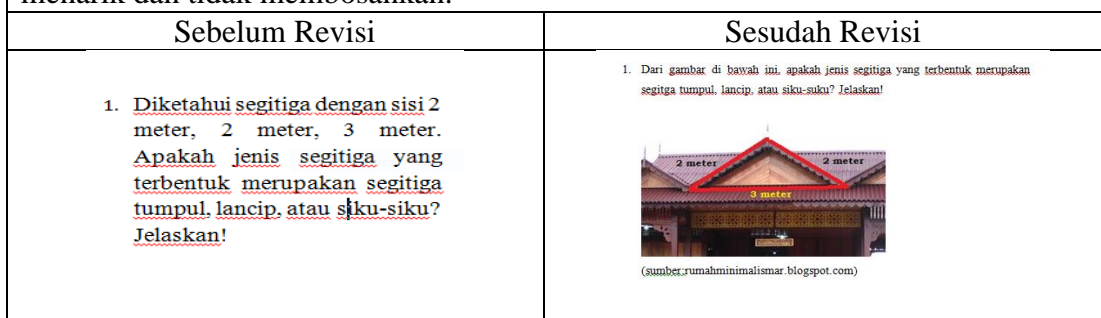 menarik dan tidak membosankan.
Sebelum Revisi
Sesudah Revisi
1. Diketahui segitiga dengan sisi 2
meter, 2 meter, 3 meter.
Apakah jenis segitiga yang
terbentuk merupakan segitiga
tumpul, lancip, atau siku-siku?
Jelaskan!
1. Dari gambar di bawah ini, apakah jenis segitiga yang terbentuk merupakan
segitga tumpul, lancip, atau siku-suku? Jelaskan!
2 meter
2 meter
3 meter
(sumber:rumahminimalismar.blogspot.com)